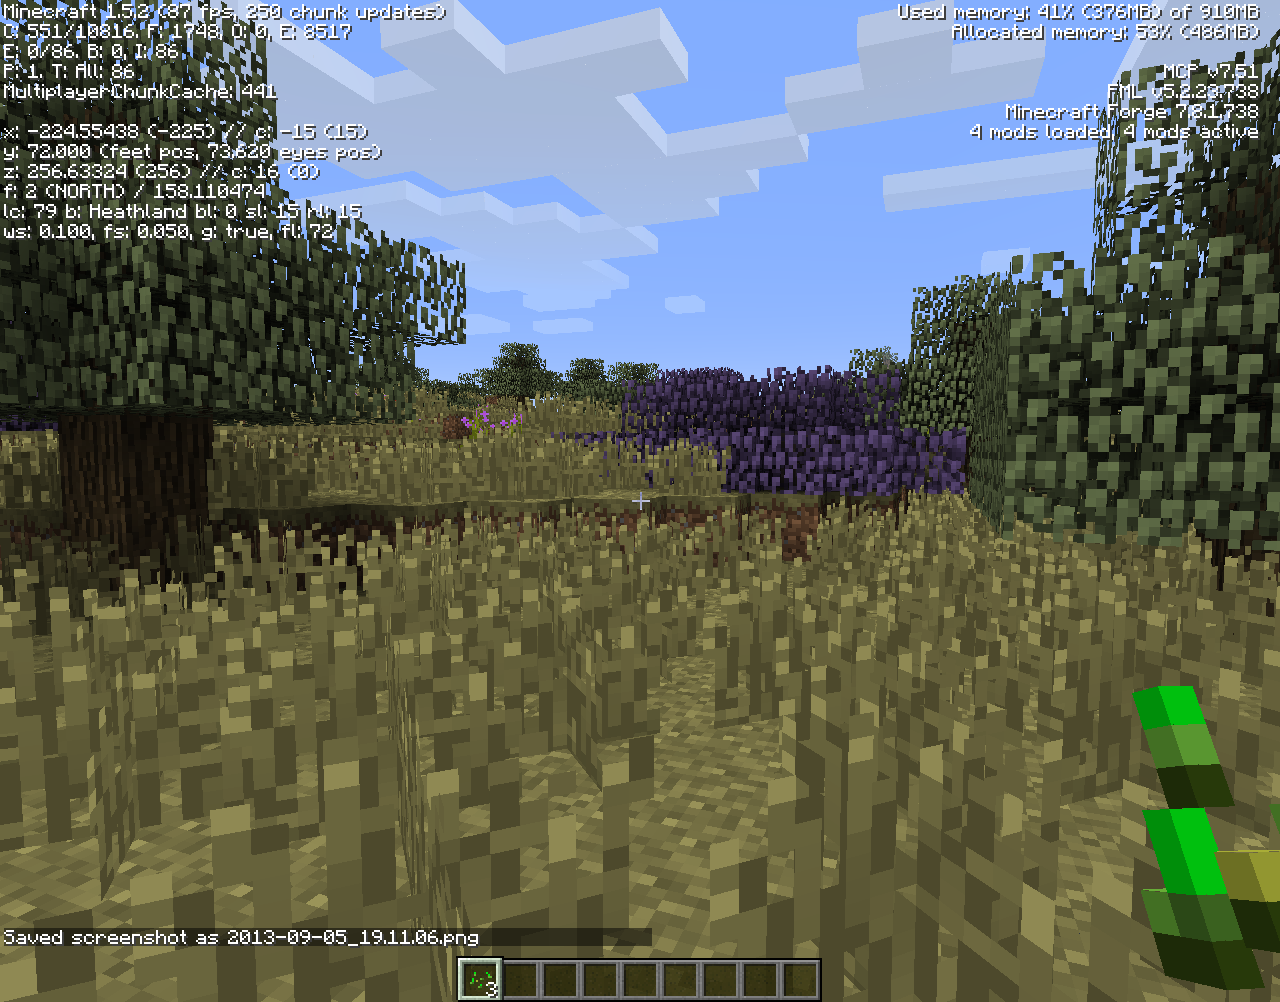 Minecraft 1.5.2 (87 fps, 250 chunk updates)
C: 551/10816. F: 1748, O: 0, E: 8517
E: 0/86. B: 0, I: 86
P: 1. T: All: 86
MultiplayerChunkCache: 441
x: -224.55438 (-225) // c: -15 (15)
y: 72.000 (feet pos, 73.620 eyes pos)
z: 256.63324 (256) // c: 16 (0)
f: 2 (NORTH) / 158.110474
lc: 79 b: Heathland bl: 0 sl: 15 rl: 15
ws: 0.100, fs: 0.050, g: true, fl: 72
Used memory: 41% (376MB) of 910MB
Allocated memory: 53% (486MB)
MCP v7.51
FML v5.2.23.738
Minecraft Forge 7.8.1.738
4 mods loaded, 4 mods active
Saved screenshot as 2013-09-05_19.11.06.png
3